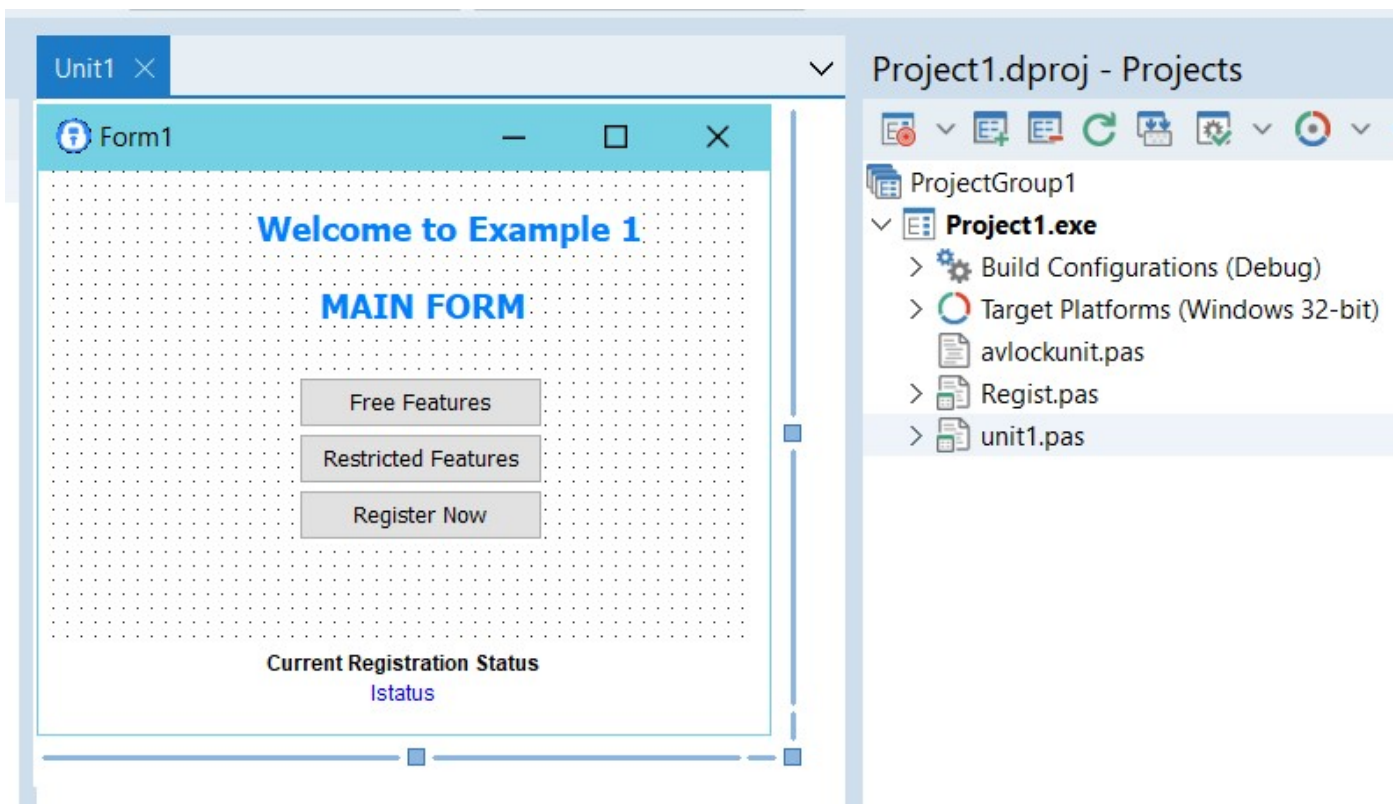 Unit1
Form1
Welcome to Example 1
MAIN FORM
Free Features
Restricted Features
Register Now
Current Registration Status
lstatus
Project1.dproj - Projects
ProjectGroup1
Project1.exe
Build Configurations (Debug)
Target Platforms (Windows 32-bit)
avlockunit.pas
Regist.pas
unit1.pas